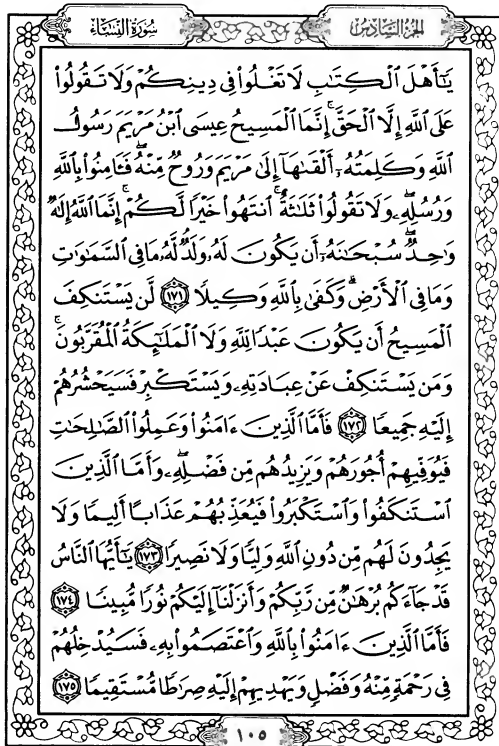 الجزء السادس
سورة النساء
يَٰٓأَهۡلَ ٱلۡكِتَٰبِ لَا تَغۡلُواْ فِي دِينِكُمۡ وَلَا تَقُولُواْ
عَلَى ٱللَّهِ إِلَّا ٱلۡحَقَّۚ إِنَّمَا ٱلۡمَسِيحُ عِيسَى ٱبۡنُ مَرۡيَمَ رَسُولُ
ٱللَّهِ وَكَلِمَتُهُۥٓ أَلۡقَىٰهَآ إِلَىٰ مَرۡيَمَ وَرُوحٞ مِّنۡهُۖ فَـَٔامِنُواْ بِٱللَّهِ
وَرُسُلِهِۦۖ وَلَا تَقُولُواْ ثَلَٰثَةٌۚ ٱنتَهُواْ خَيۡرٗا لَّكُمۡۚ إِنَّمَا ٱللَّهُ إِلَٰهٞ
وَٰحِدٞۖ سُبۡحَٰنَهُۥٓ أَن يَكُونَ لَهُۥ وَلَدٞۘ لَّهُۥ مَا فِي ٱلسَّمَٰوَٰتِ
وَمَا فِي ٱلۡأَرۡضِۗ وَكَفَىٰ بِٱللَّهِ وَكِيلٗا ١٧١ لَّن يَسۡتَنكِفَ
ٱلۡمَسِيحُ أَن يَكُونَ عَبۡدٗا لِّلَّهِ وَلَا ٱلۡمَلَٰٓئِكَةُ ٱلۡمُقَرَّبُونَۚ
وَمَن يَسۡتَنكِفۡ عَنۡ عِبَادَتِهِۦ وَيَسۡتَكۡبِرۡ فَسَيَحۡشُرُهُمۡ
إِلَيۡهِ جَمِيعٗا ١٧٢ فَأَمَّا ٱلَّذِينَ ءَامَنُواْ وَعَمِلُواْ ٱلصَّٰلِحَٰتِ
فَيُوَفِّيهِمۡ أُجُورَهُمۡ وَيَزِيدُهُم مِّن فَضۡلِهِۦۖ وَأَمَّا ٱلَّذِينَ
ٱسۡتَنكَفُواْ وَٱسۡتَكۡبَرُواْ فَيُعَذِّبُهُمۡ عَذَابًا أَلِيمٗا وَلَا
يَجِدُونَ لَهُم مِّن دُونِ ٱللَّهِ وَلِيّٗا وَلَا نَصِيرٗا ١٧٣ يَٰٓأَيُّهَا ٱلنَّاسُ
قَدۡ جَآءَكُم بُرۡهَٰنٞ مِّن رَّبِّكُمۡ وَأَنزَلۡنَآ إِلَيۡكُمۡ نُورٗا مُّبِينٗا ١٧٤
فَأَمَّا ٱلَّذِينَ ءَامَنُواْ بِٱللَّهِ وَٱعۡتَصَمُواْ بِهِۦ فَسَيُدۡخِلُهُمۡ
فِي رَحۡمَةٖ مِّنۡهُ وَفَضۡلٖ وَيَهۡدِيهِمۡ إِلَيۡهِ صِرَٰطٗا مُّسۡتَقِيمٗا ١٧٥
١٠٥